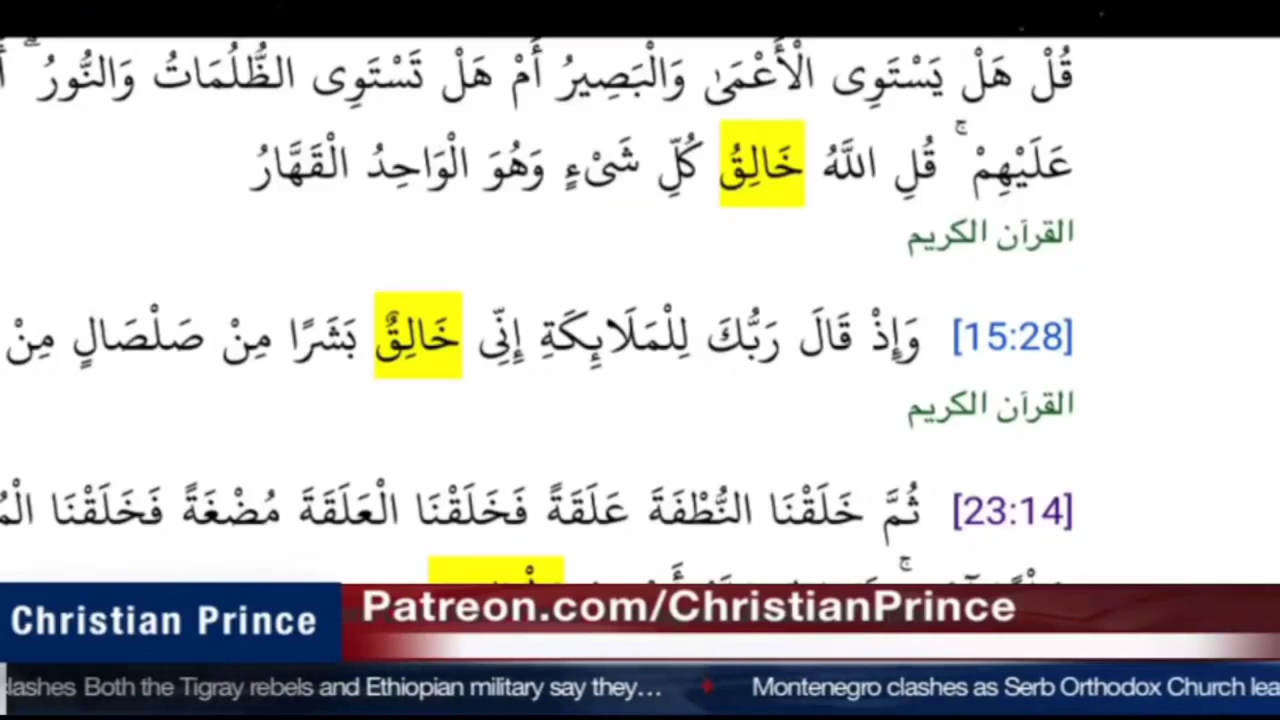 قُلْ هَلْ يَسْتَوِى الْأَعْمَىٰ وَالْبَصِيرُ أَمْ هَلْ تَسْتَوِى الظُّلُمَاتُ وَالنُّورُ ۗ
عَلَيْهِمْ ۚ قُلِ اللَّهُ خَالِقُ كُلِّ شَىْءٍ وَهُوَ الْوَاحِدُ الْقَهَّارُ
القرآن الكريم
[15:28] وَإِذْ قَالَ رَبُّكَ لِلْمَلَائِكَةِ إِنِّى خَالِقٌ بَشَرًا مِنْ صَلْصَالٍ مِنْ
القرآن الكريم
[23:14] ثُمَّ خَلَقْنَا النُّطْفَةَ عَلَقَةً فَخَلَقْنَا الْعَلَقَةَ مُضْغَةً فَخَلَقْنَا
Christian Prince
Patreon.com/ChristianPrince
lashes Both the Tigray rebels and Ethiopian military say they... Montenegro clashes as Serb Orthodox Church lea